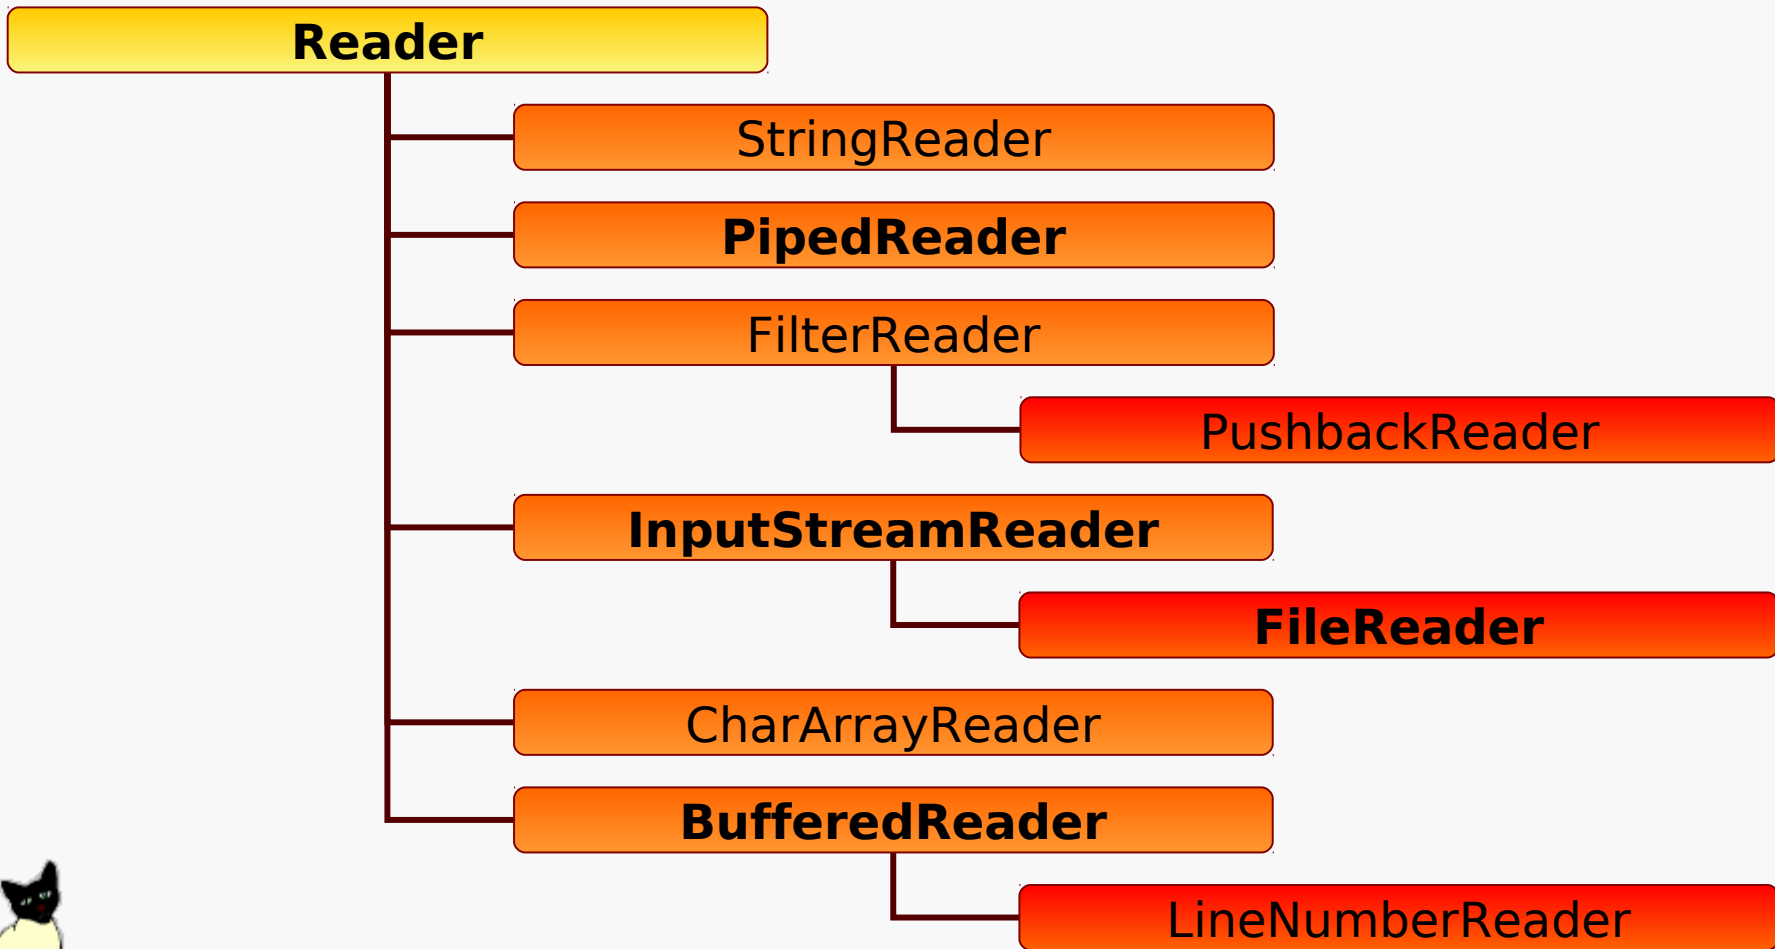 Reader
StringReader
PipedReader
FilterReader
PushbackReader
InputStreamReader
FileReader
CharArrayReader
BufferedReader
LineNumberReader